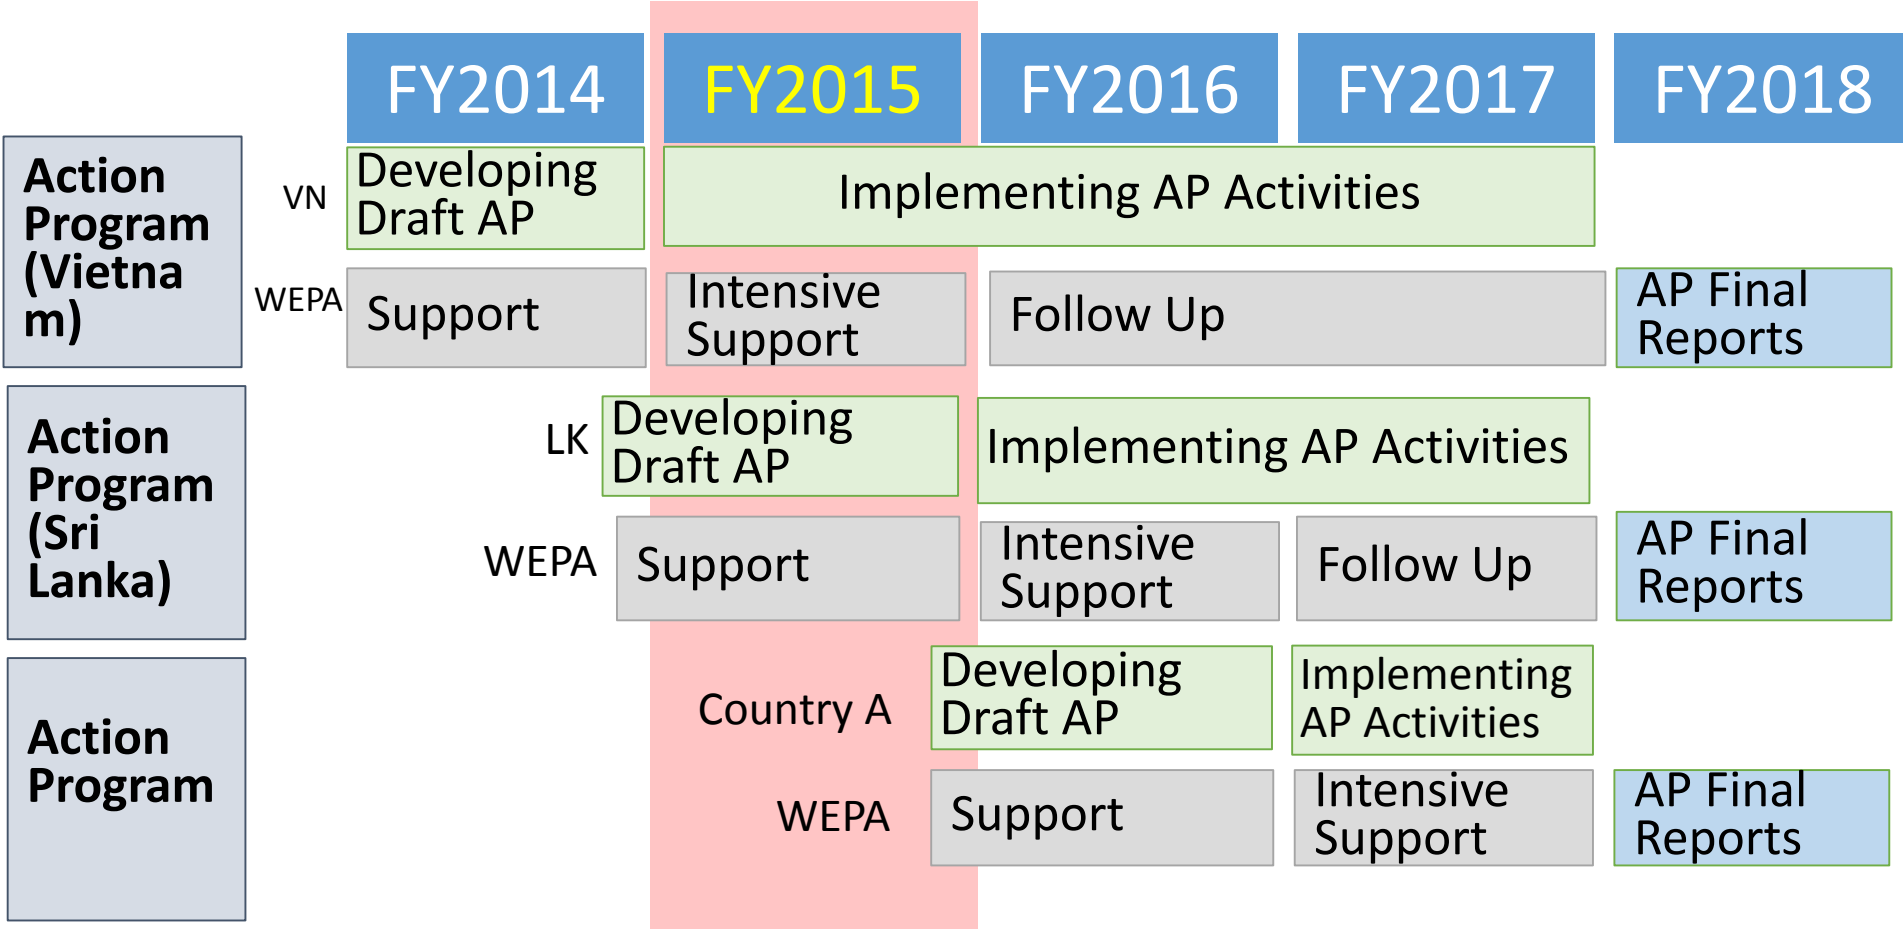 FY2014 FY2015 FY2016 FY2017 FY2018
Action
Program
(Vietna
m)
VN
Developing
Draft AP
Implementing AP Activities
WEPA
Support
Intensive
Support
Follow Up
AP Final
Reports
Action
Program
(Sri
Lanka)
LK
Developing
Draft AP
Implementing AP Activities
WEPA
Support
Intensive
Support
Follow Up
AP Final
Reports
Action
Program
Country A
Developing
Draft AP
Implementing
AP Activities
WEPA
Support
Intensive
Support
AP Final
Reports